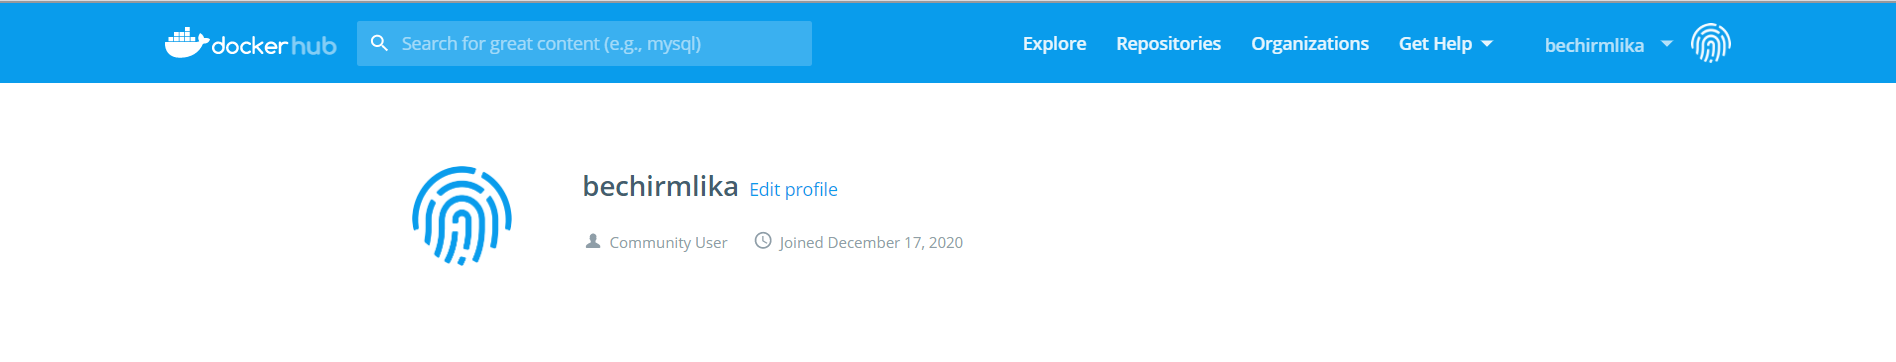 docker hub Search for great content (e.g., mysql) Explore Repositories Organizations Get Help bechirmlika
bechirmlika Edit profile
Community User Joined December 17, 2020